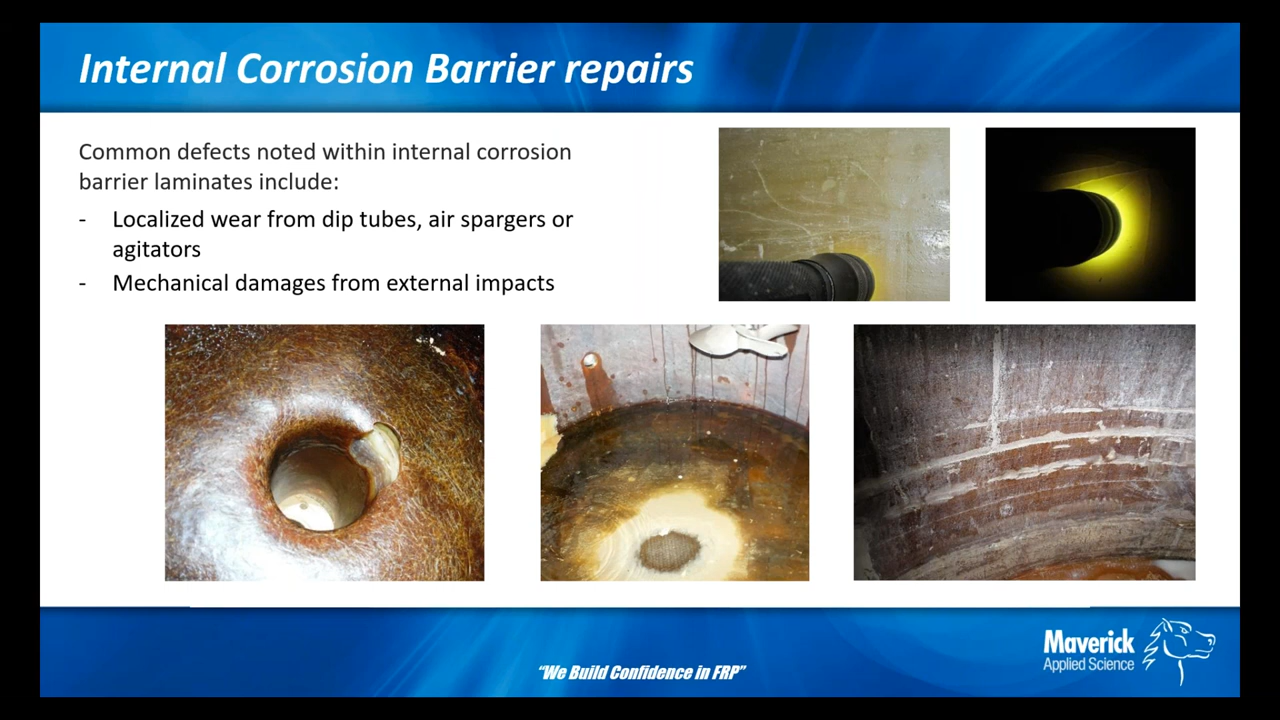 Internal Corrosion Barrier repairs
Common defects noted within internal corrosion
barrier laminates include:
- Localized wear from dip tubes, air spargers or
agitators
- Mechanical damages from external impacts
Maverick
Applied Science
“We Build Confidence in FRP”